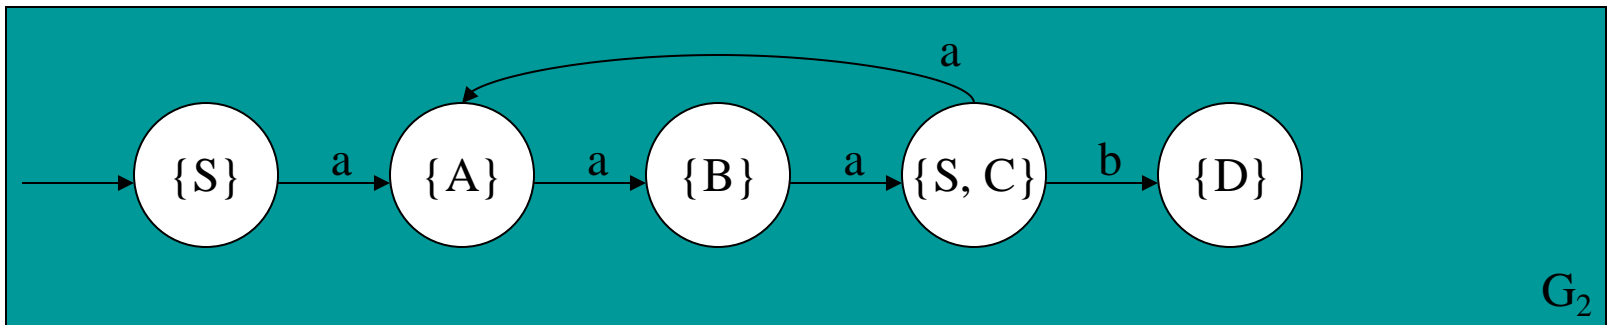 a
{S} a {A} a {B} a {S, C} b {D}
G₂